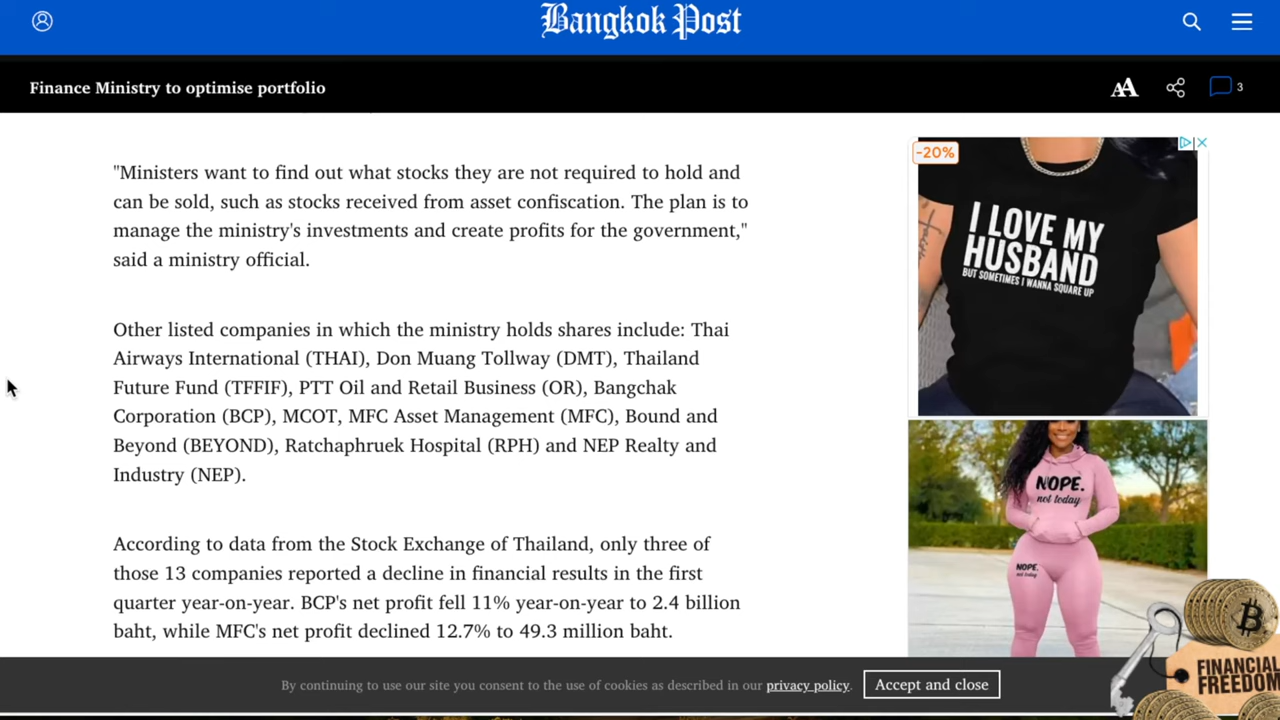 Bangkok Post
Finance Ministry to optimise portfolio
AA
3
"Ministers want to find out what stocks they are not required to hold and
can be sold, such as stocks received from asset confiscation. The plan is to
manage the ministry's investments and create profits for the government,"
said a ministry official.
Other listed companies in which the ministry holds shares include: Thai
Airways International (THAI), Don Muang Tollway (DMT), Thailand
Future Fund (TFFIF), PTT Oil and Retail Business (OR), Bangchak
Corporation (BCP), MCOT, MFC Asset Management (MFC), Bound and
Beyond (BEYOND), Ratchaphruek Hospital (RPH) and NEP Realty and
Industry (NEP).
According to data from the Stock Exchange of Thailand, only three of
those 13 companies reported a decline in financial results in the first
quarter year-on-year. BCP's net profit fell 11% year-on-year to 2.4 billion
baht, while MFC's net profit declined 12.7% to 49.3 million baht.
-20%
I LOVE MY
HUSBAND
BUT SOMETIMES I WANNA SQUARE UP
NOPE.
not today
NOPE.
not today
By continuing to use our site you consent to the use of cookies as described in our privacy policy.
Accept and close
FINANCIAL
FREEDOM